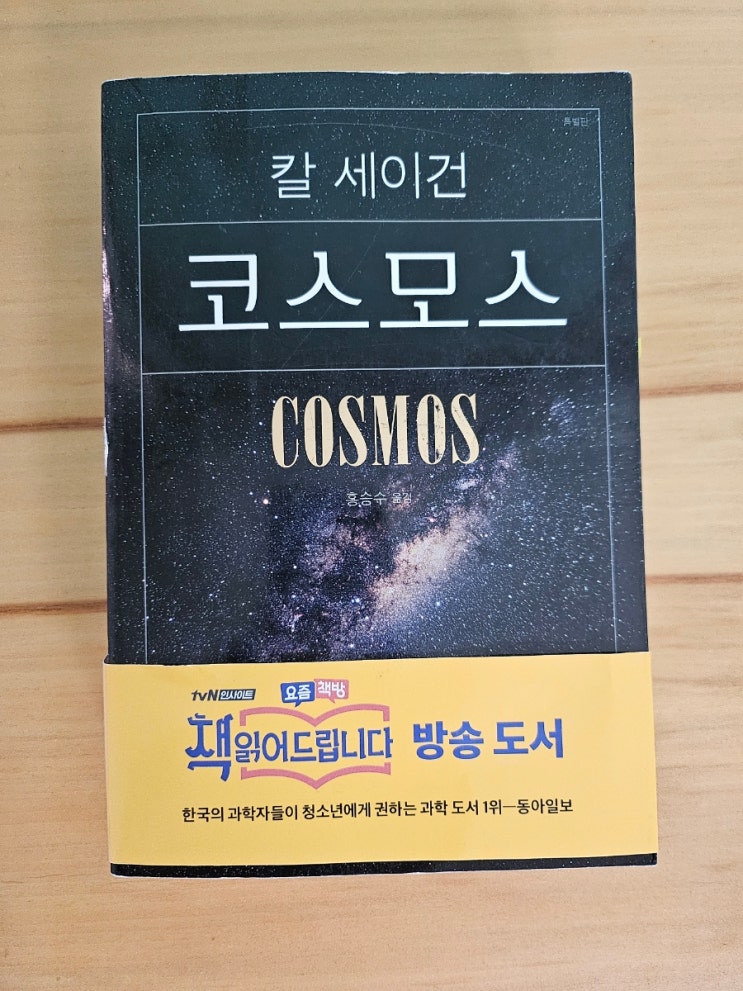 특별판
칼 세이건
코스모스
COSMOS
홍승수 옮김
tvN 인사이트
요즘 책방
책 읽어드립니다 방송 도서
한국의 과학자들이 청소년에게 권하는 과학 도서 1위—동아일보